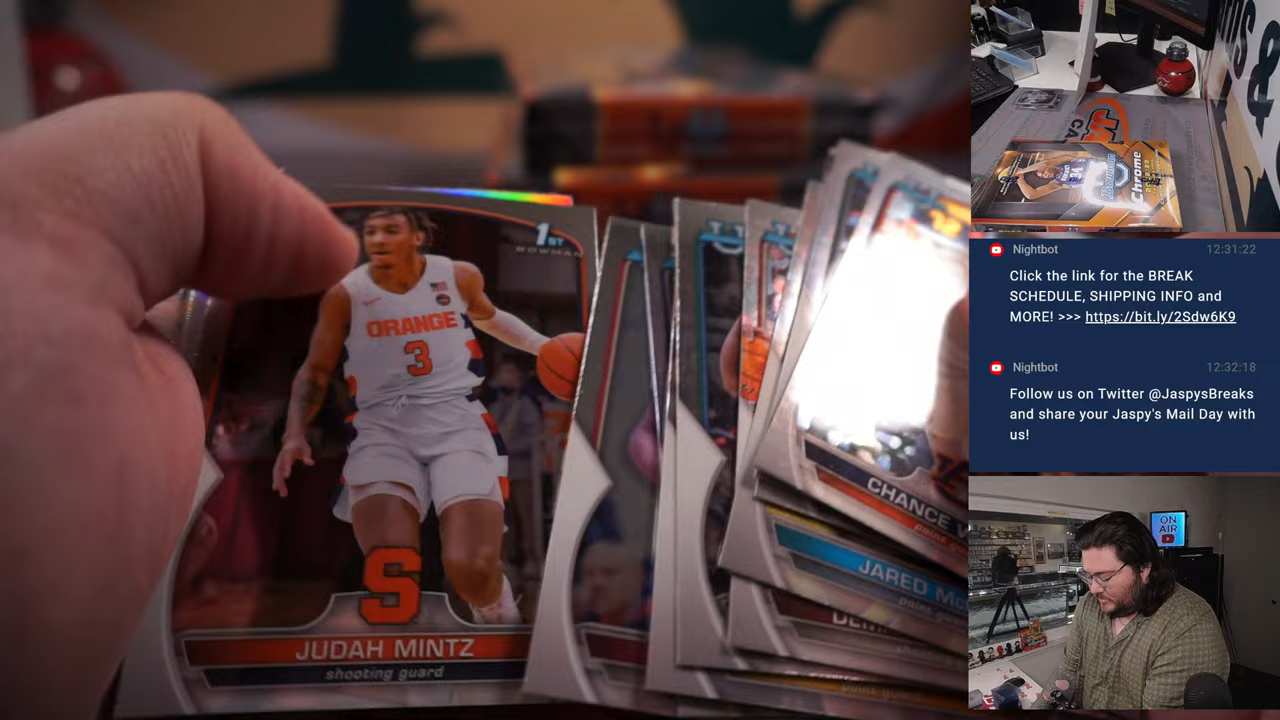 1ST
BOWMAN
ORANGE
3
S
JUDAH MINTZ
shooting guard
CHANCE
JARED
Bowman
Chrome
&
Nightbot
12:31:22
Click the link for the BREAK
SCHEDULE, SHIPPING INFO and
MORE! >>> https://bit.ly/2Sdw6K9
Nightbot
12:32:18
Follow us on Twitter @JaspysBreaks
and share your Jaspy's Mail Day with
us!
ON
AIR